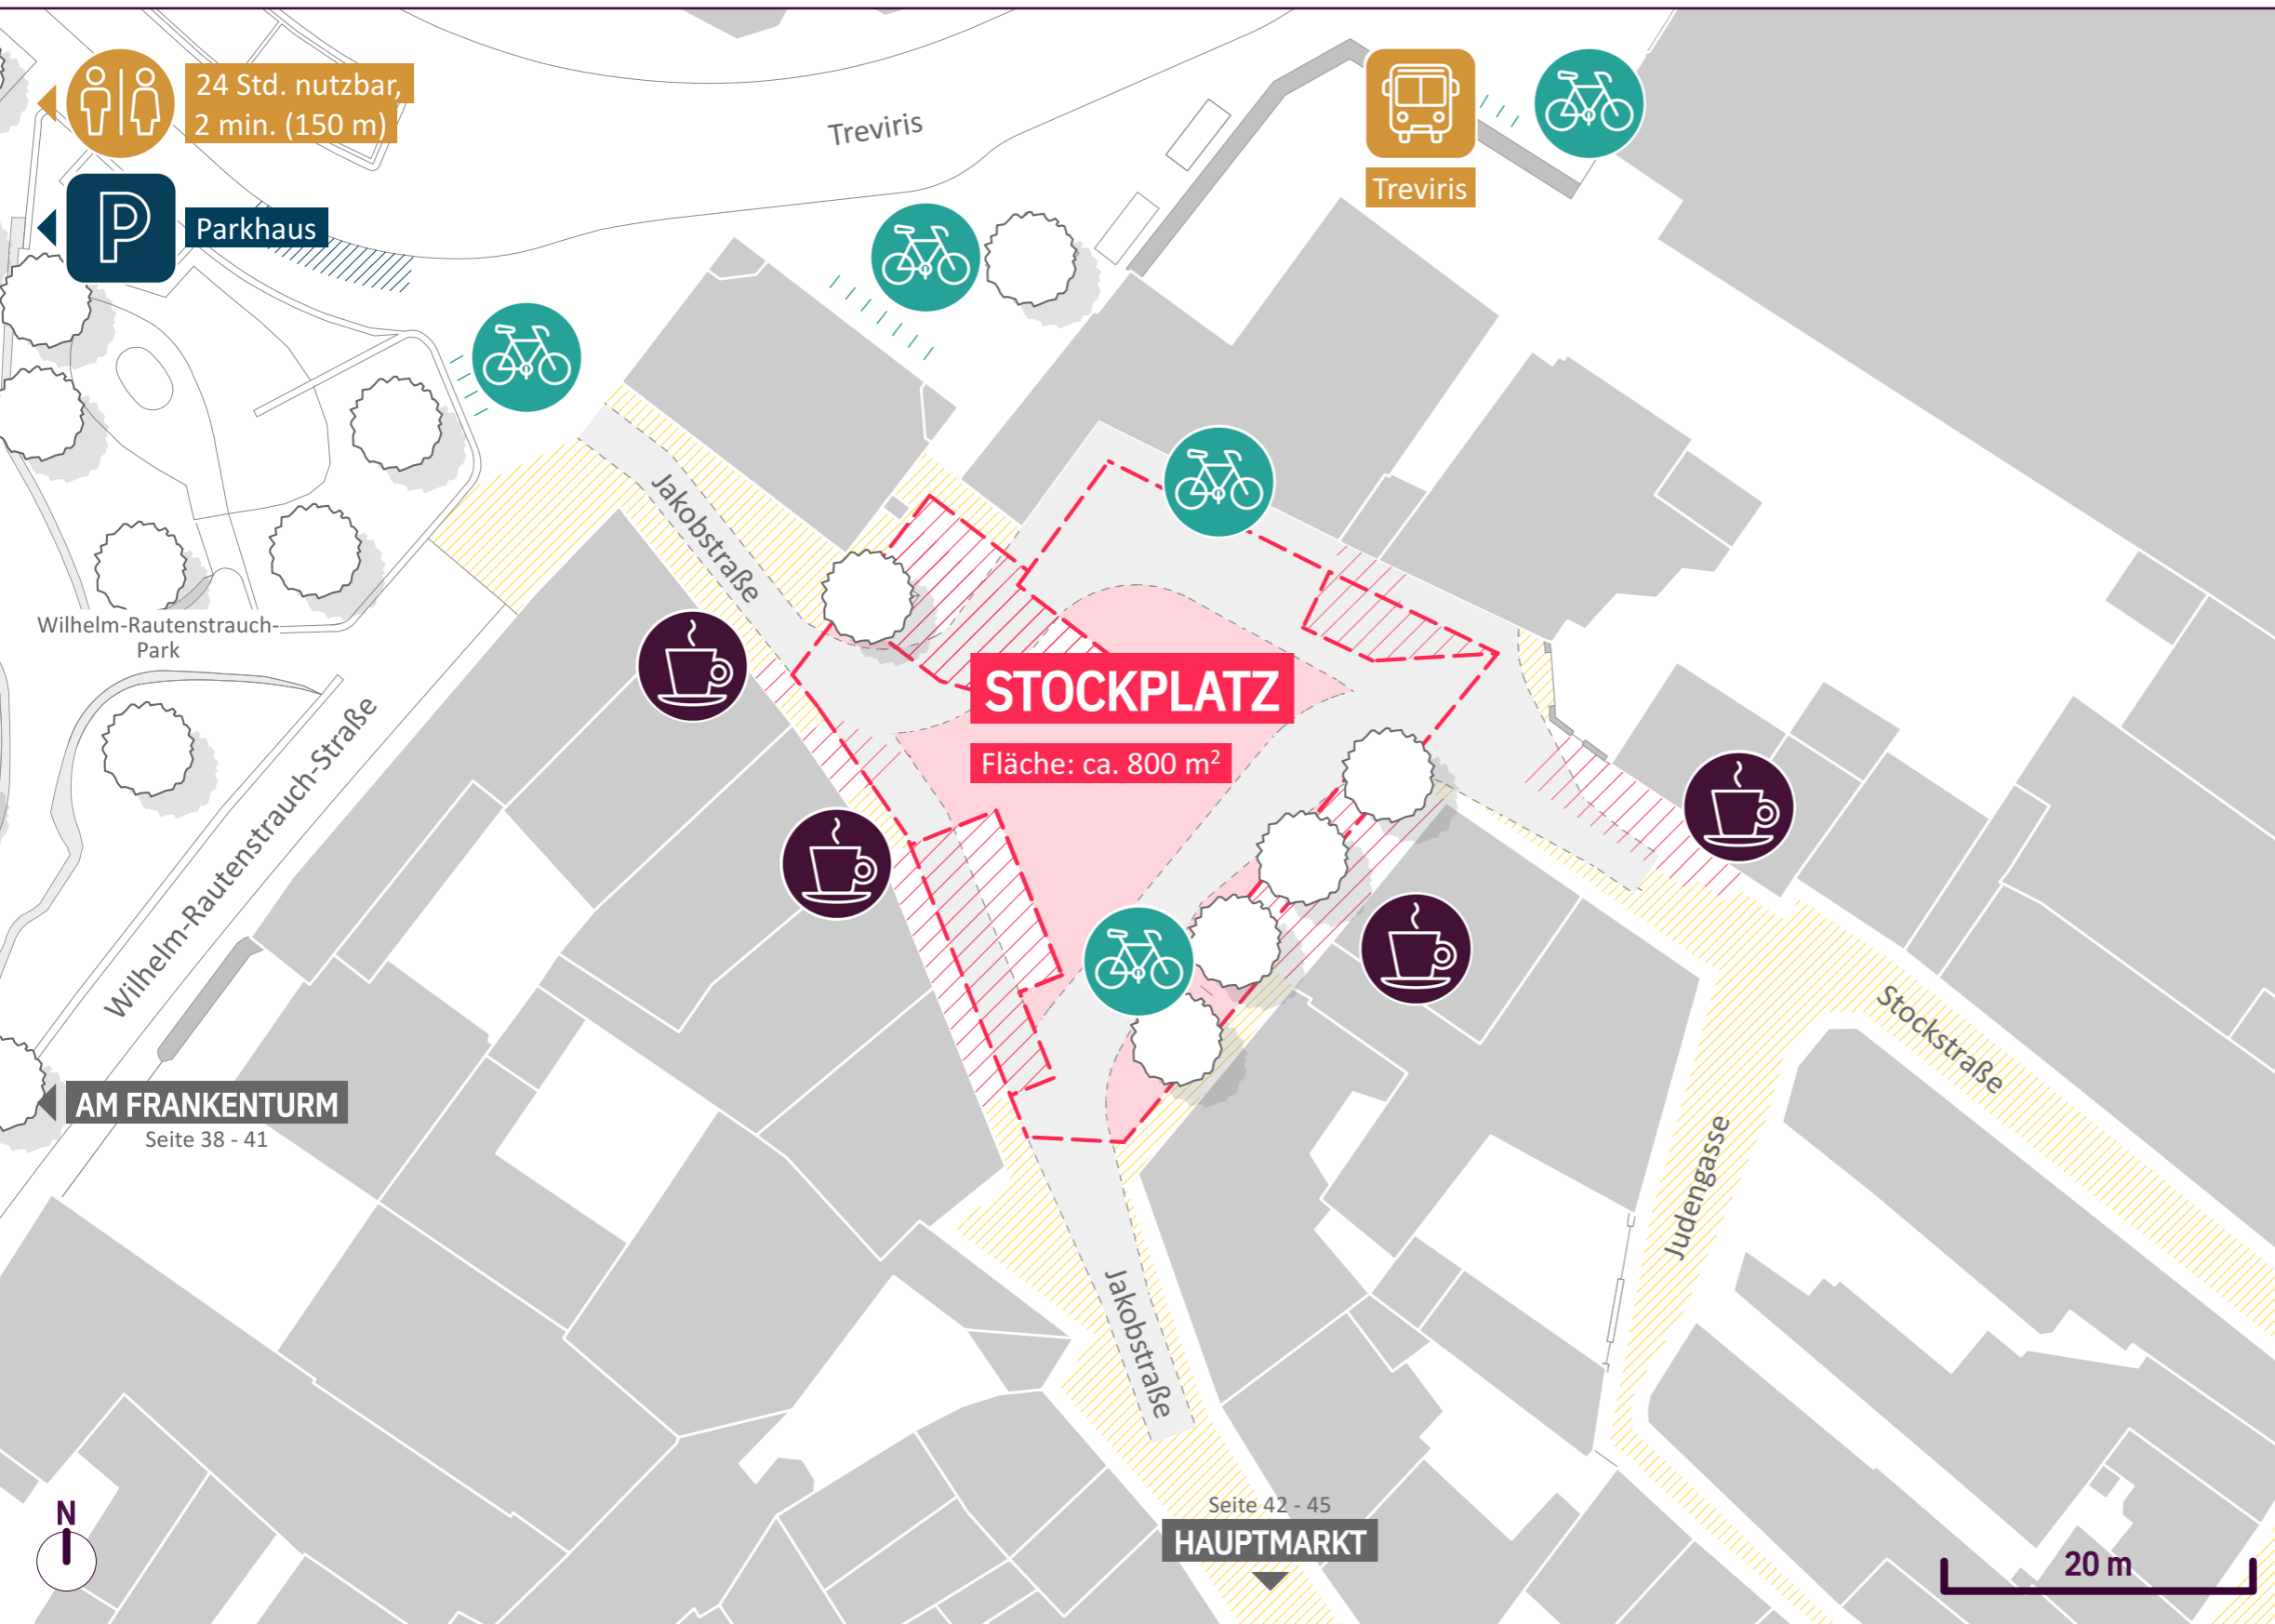 24 Std. nutzbar,
2 min. (150 m)
Treviris
Treviris
P
Parkhaus
Jakobstraße
Wilhelm-Rautenstrauch-
Park
STOCKPLATZ
Fläche: ca. 800 m²
Wilhelm-Rautenstrauch-Straße
AM FRANKENTURM
Seite 38 - 41
Stockstraße
Judengasse
Jakobstraße
Seite 42 - 45
HAUPTMARKT
N
20 m